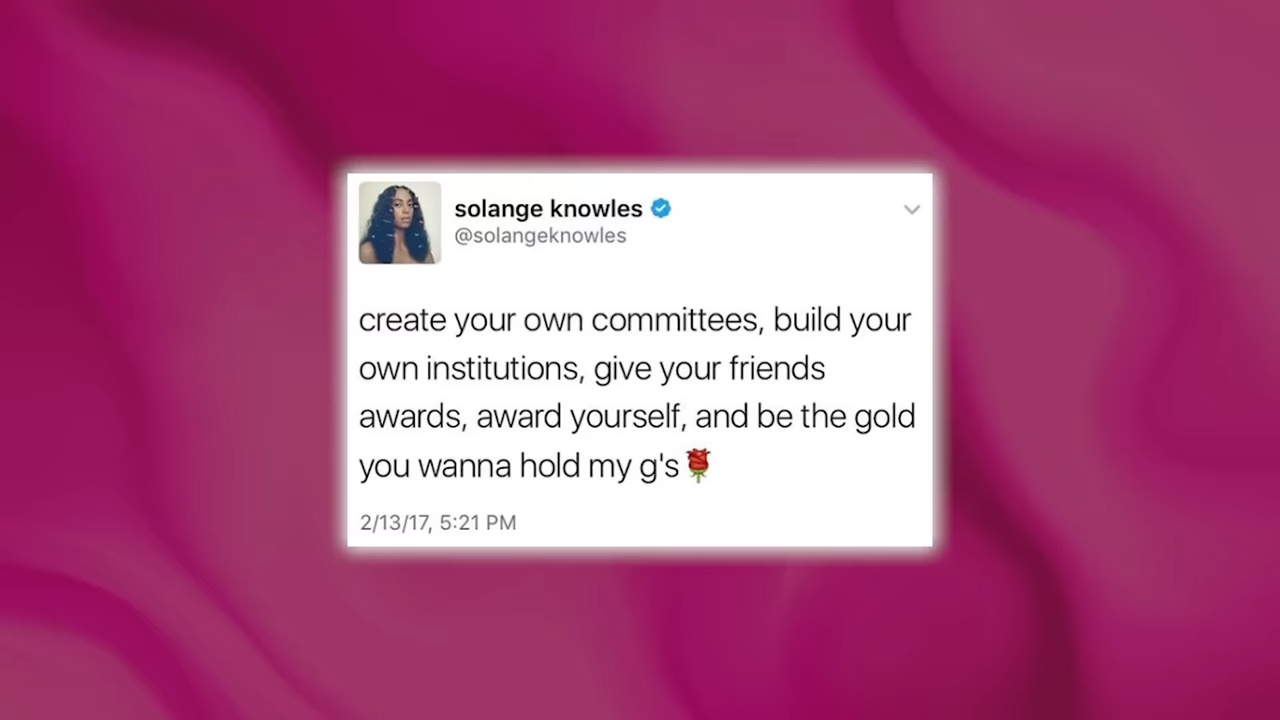 solange knowles
@solangeknowles
create your own committees, build your
own institutions, give your friends
awards, award yourself, and be the gold
you wanna hold my g's🌹
2/13/17, 5:21 PM